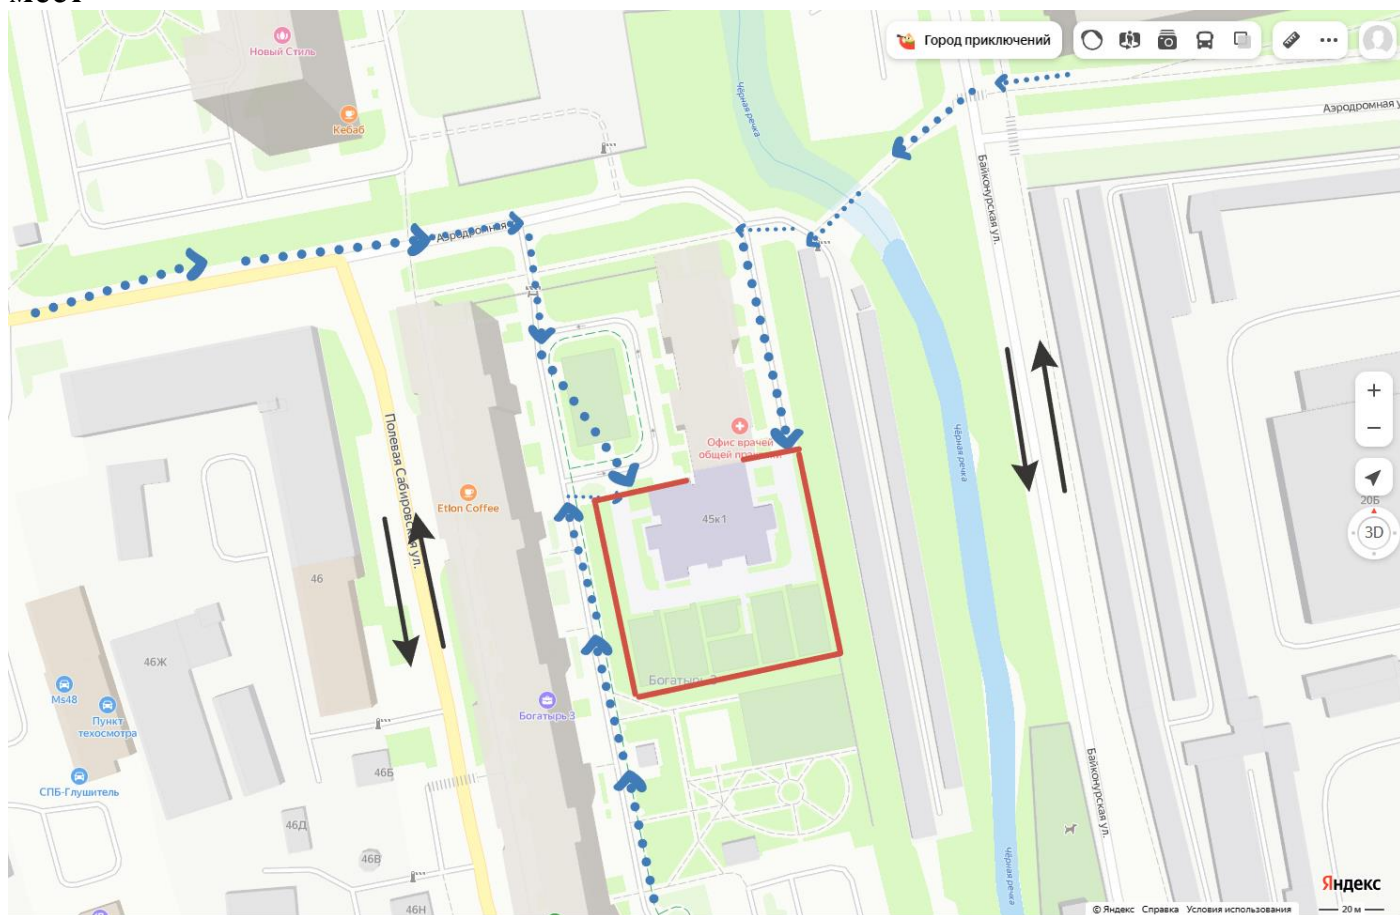 мест
Новый Стиль
Кебаб
Город приключений
Чёрная речка
Аэродромная у
Байконурская ул.
Аэродромная
Полевая Сабировская ул.
Офис врачей
общей пра
Etlon Coffee
45к1
Чёрная речка
20Б
3D
46
46Ж
Ms48
Пункт
техосмотра
Богатырь 3
Богатырь 3
46Б
СПБ-Глушитель
46Д
46В
46Н
Байконурская ул.
Чёрная речка
Яндекс
© Яндекс Справка Условия использования
20 м